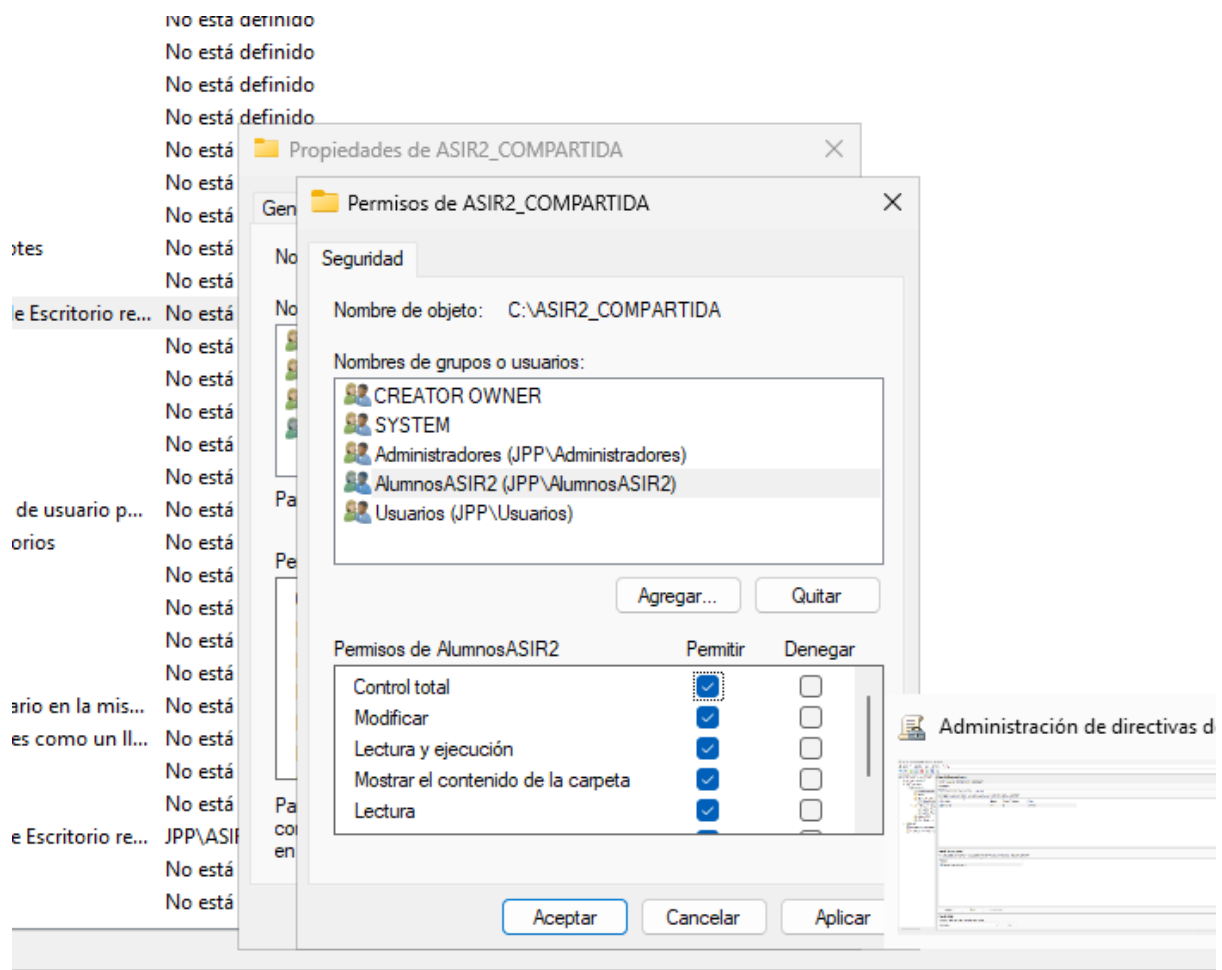 No está definido
No está definido
No está definido
No está definido
No está
No está
No está
otes No está
No está
e Escritorio re... No está
No está
No está
No está
No está
No está
de usuario p... No está
orios No está
No está
No está
No está
No está
ario en la mis... No está
es como un ll... No está
No está
No está
e Escritorio re... JPP\ASIR
No está
No está
Propiedades de ASIR2_COMPARTIDA
Gen
No
No
Pa
Pe
Pa
co
en
Permisos de ASIR2_COMPARTIDA
Seguridad
Nombre de objeto: C:\ASIR2_COMPARTIDA
Nombres de grupos o usuarios:
CREATOR OWNER
SYSTEM
Administradores (JPP\Administradores)
AlumnosASIR2 (JPP\AlumnosASIR2)
Usuarios (JPP\Usuarios)
Agregar... Quitar
Permisos de AlumnosASIR2 Permitir Denegar
Control total
Modificar
Lectura y ejecución
Mostrar el contenido de la carpeta
Lectura
Aceptar Cancelar Aplicar
Administración de directivas d